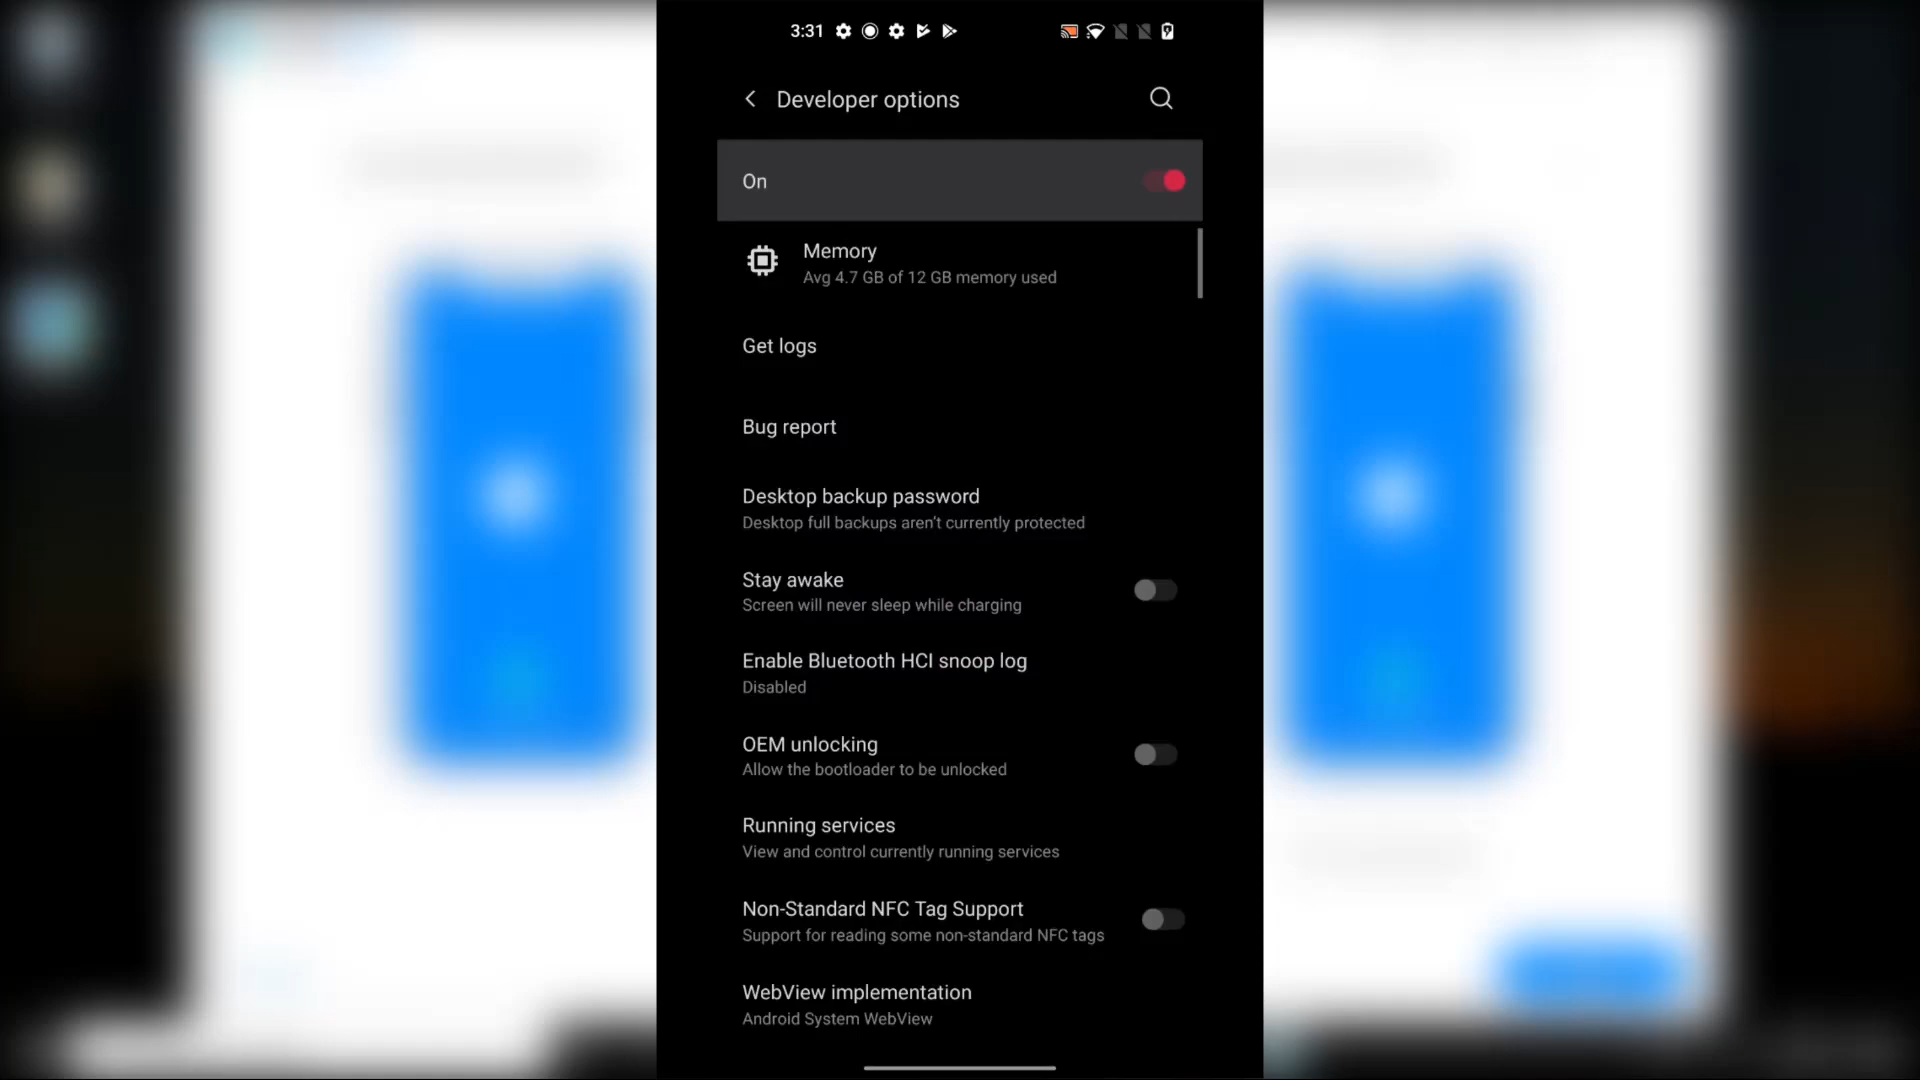 3:31
Developer options
On
Memory
Avg 4.7 GB of 12 GB memory used
Get logs
Bug report
Desktop backup password
Desktop full backups aren't currently protected
Stay awake
Screen will never sleep while charging
Enable Bluetooth HCI snoop log
Disabled
OEM unlocking
Allow the bootloader to be unlocked
Running services
View and control currently running services
Non-Standard NFC Tag Support
Support for reading some non-standard NFC tags
WebView implementation
Android System WebView